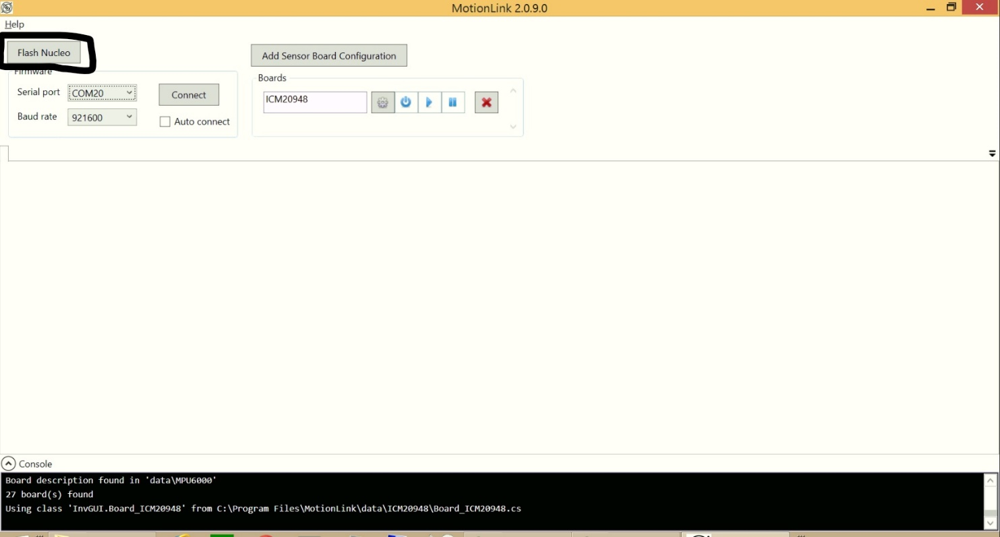 MotionLink 2.0.9.0
Help
Flash Nucleo
Add Sensor Board Configuration
Firmware
Boards
Serial port COM20 Connect
ICM20948
Baud rate 921600 Auto connect
Console
Board description found in 'data\MPU6000'
27 board(s) found
Using class 'InvGUI.Board_ICM20948' from C:\Program Files\MotionLink\data\ICM20948\Board_ICM20948.cs